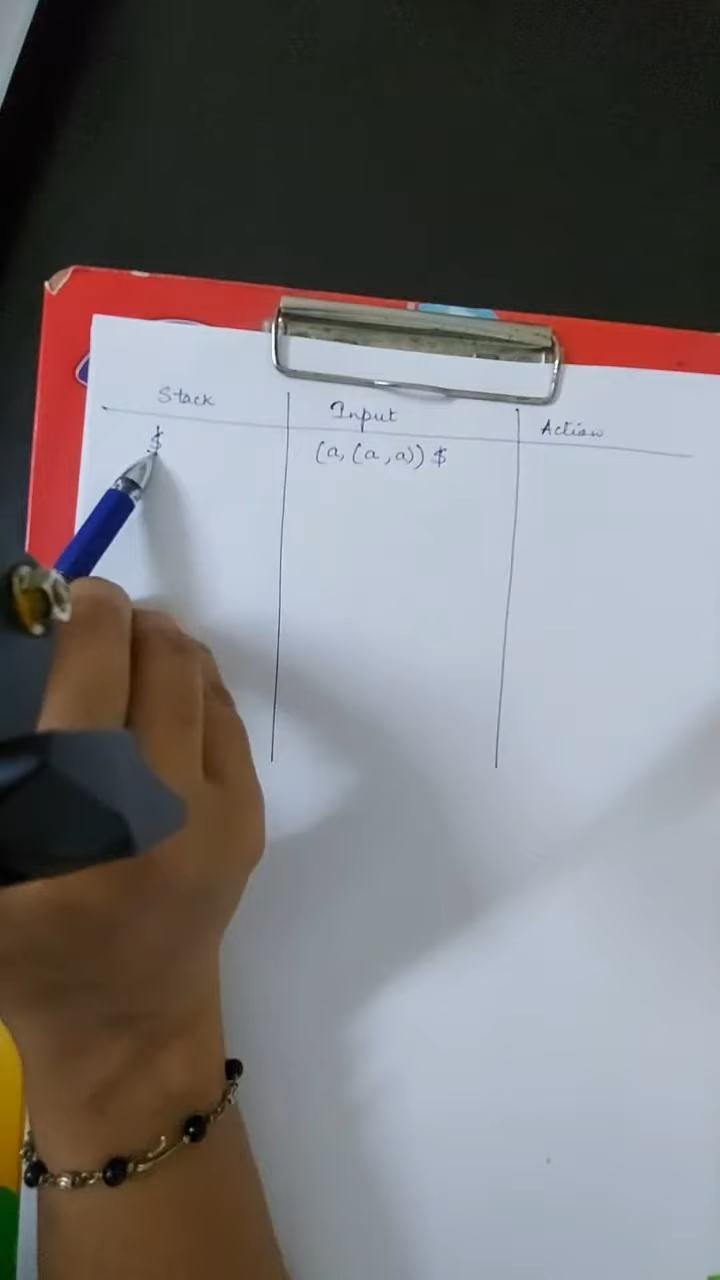 Stack Input Action
$ (a, (a, a)) $